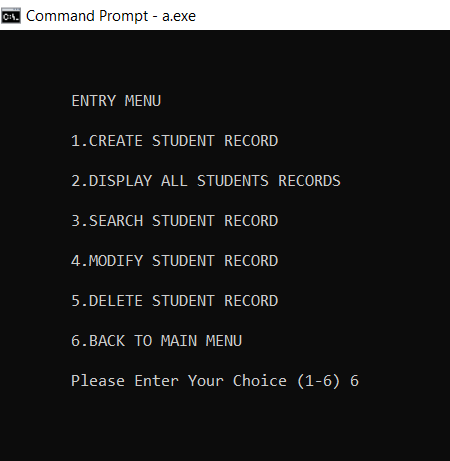 Command Prompt - a.exe
ENTRY MENU
1.CREATE STUDENT RECORD
2.DISPLAY ALL STUDENTS RECORDS
3.SEARCH STUDENT RECORD
4.MODIFY STUDENT RECORD
5.DELETE STUDENT RECORD
6.BACK TO MAIN MENU
Please Enter Your Choice (1-6) 6